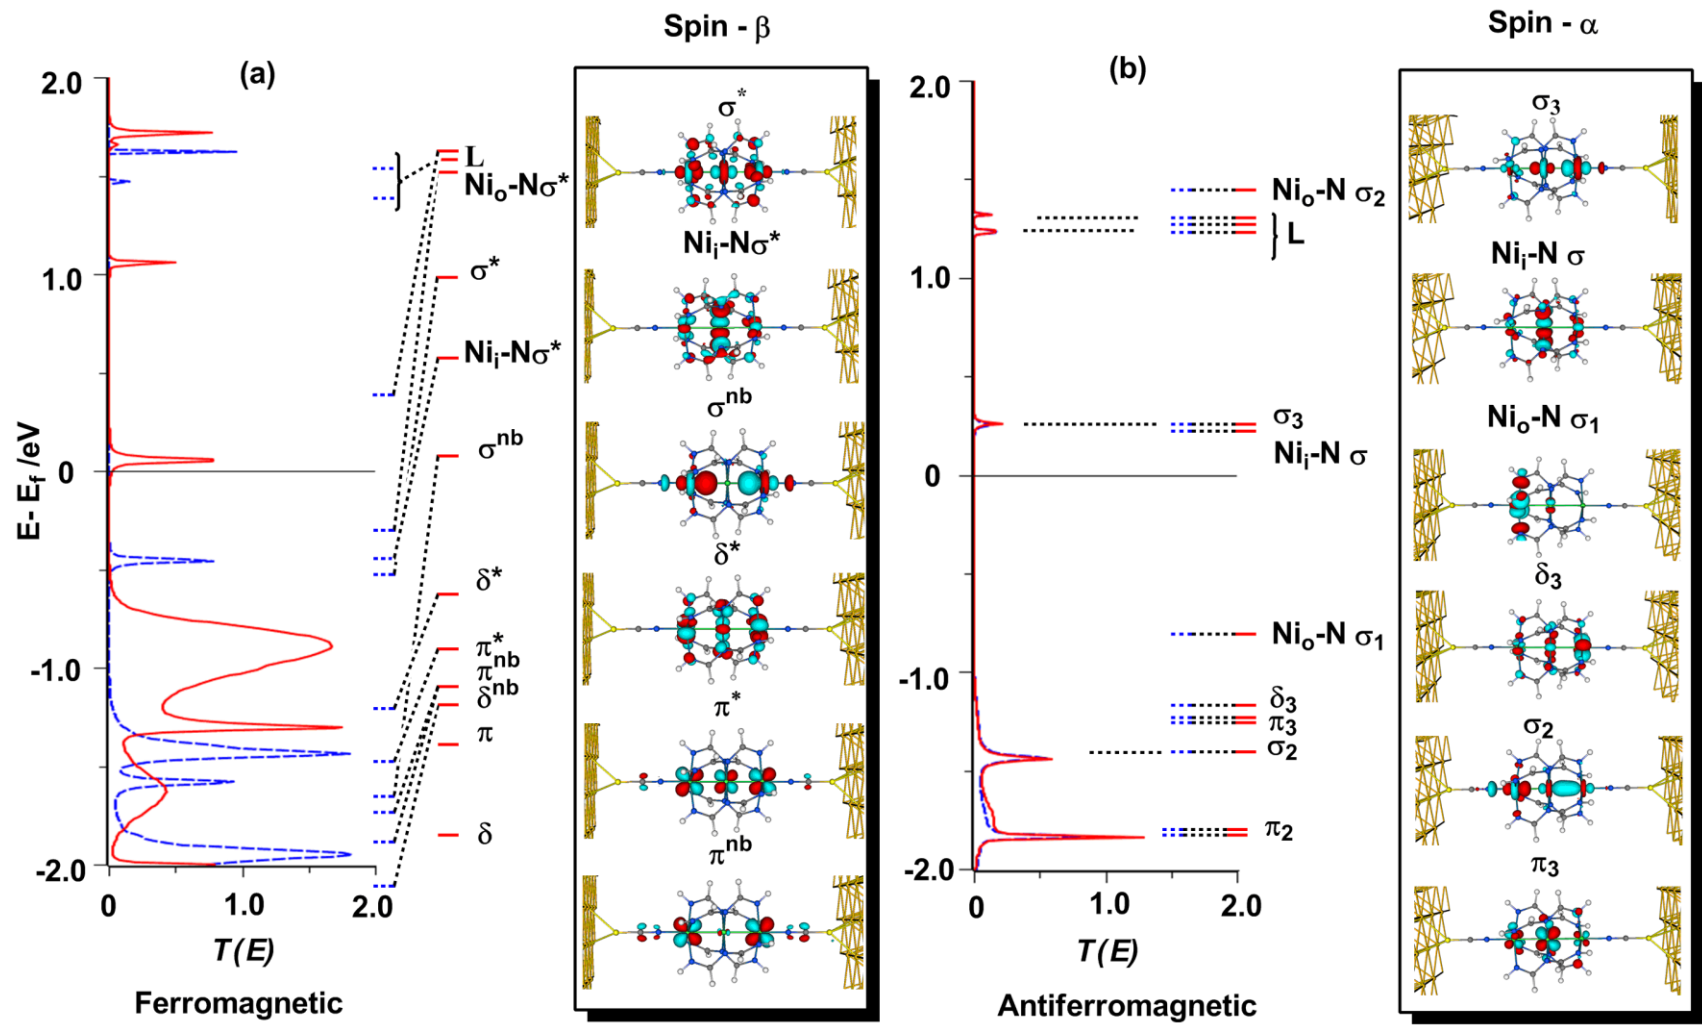 Spin - β
Spin - α
(a)
2.0
1.0
0
-1.0
-2.0
E- E_f /eV
0
1.0
2.0
T(E)
Ferromagnetic
L
Ni_o-Nσ*
σ*
Ni_i-Nσ*
σ^nb
δ*
π*
π^nb
δ^nb
π
δ
σ*
Ni_i-Nσ*
σ^nb
δ*
π*
π^nb
(b)
2.0
1.0
0
-1.0
-2.0
0
1.0
2.0
T(E)
Antiferromagnetic
Ni_o-N σ_2
L
σ_3
Ni_i-N σ
Ni_o-N σ_1
δ_3
π_3
σ_2
π_2
σ_3
Ni_i-N σ
Ni_o-N σ_1
δ_3
σ_2
π_3